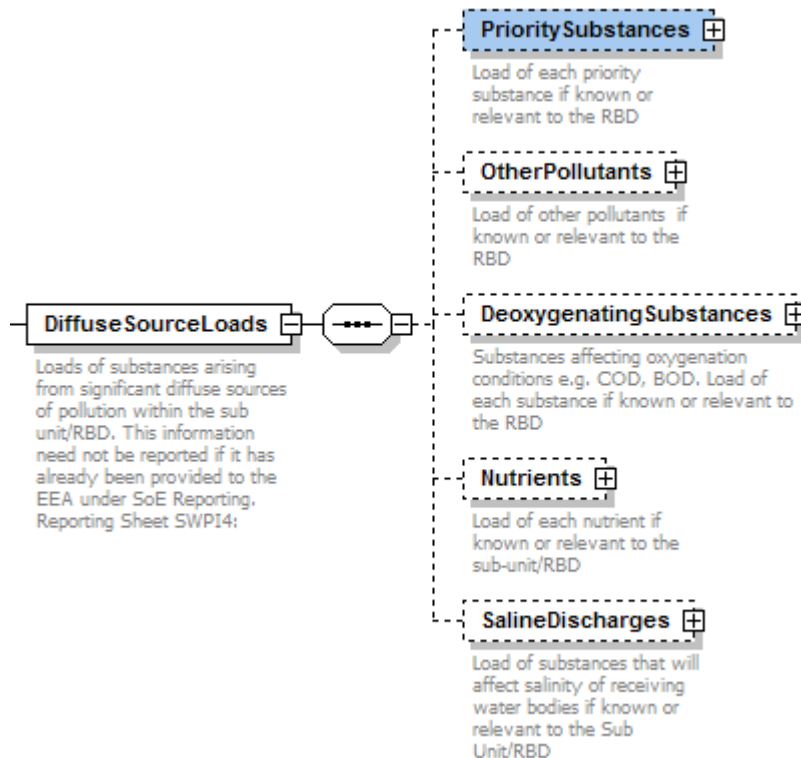 PrioritySubstances
Load of each priority
substance if known or
relevant to the RBD
OtherPollutants
Load of other pollutants if
known or relevant to the
RBD
DiffuseSourceLoads
Loads of substances arising
from significant diffuse sources
of pollution within the sub
unit/RBD. This information
need not be reported if it has
already been provided to the
EEA under SoE Reporting.
Reporting Sheet SWPI4:
DeoxygenatingSubstances
Substances affecting oxygenation
conditions e.g. COD, BOD. Load of
each substance if known or relevant to
the RBD
Nutrients
Load of each nutrient if
known or relevant to the
sub-unit/RBD
SalineDischarges
Load of substances that will
affect salinity of receiving
water bodies if known or
relevant to the Sub
Unit/RBD